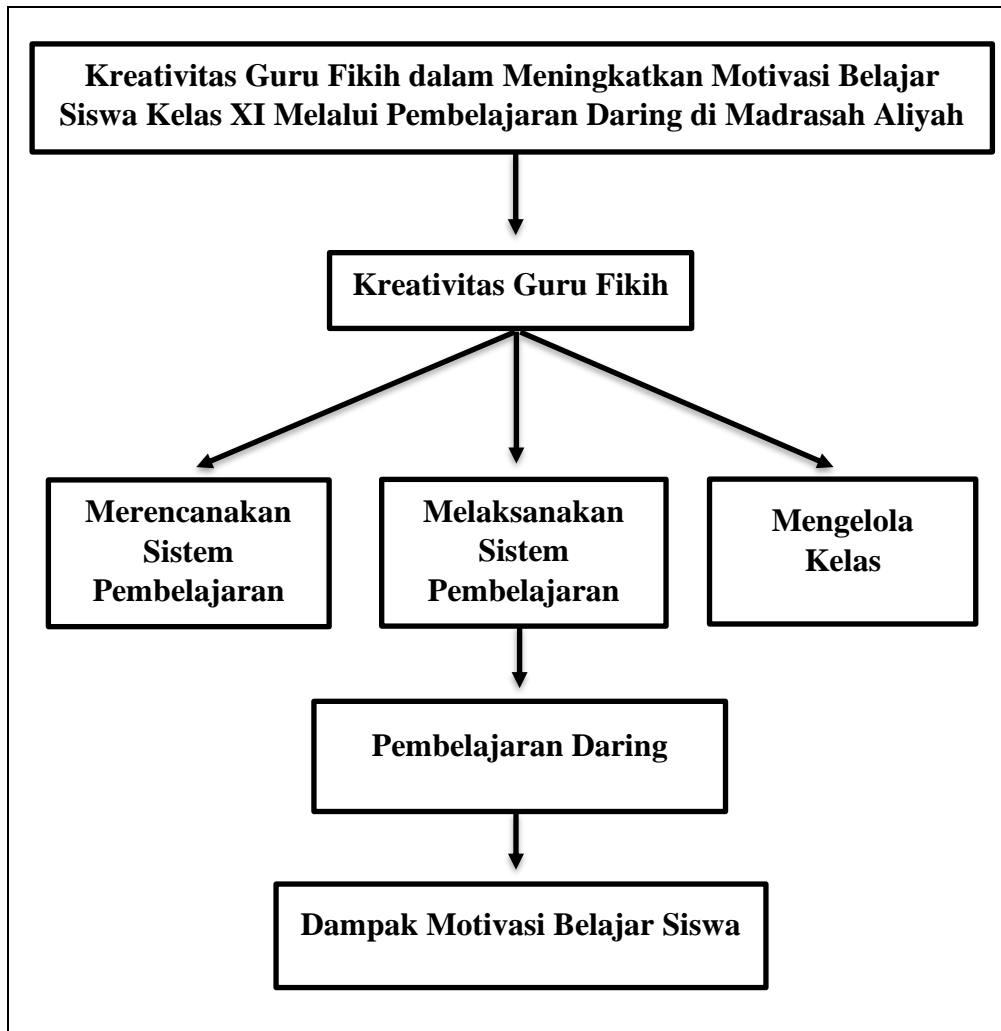 Kreativitas Guru Fikih dalam Meningkatkan Motivasi Belajar
Siswa Kelas XI Melalui Pembelajaran Daring di Madrasah Aliyah
Kreativitas Guru Fikih
Merencanakan
Sistem
Pembelajaran
Melaksanakan
Sistem
Pembelajaran
Mengelola
Kelas
Pembelajaran Daring
Dampak Motivasi Belajar Siswa